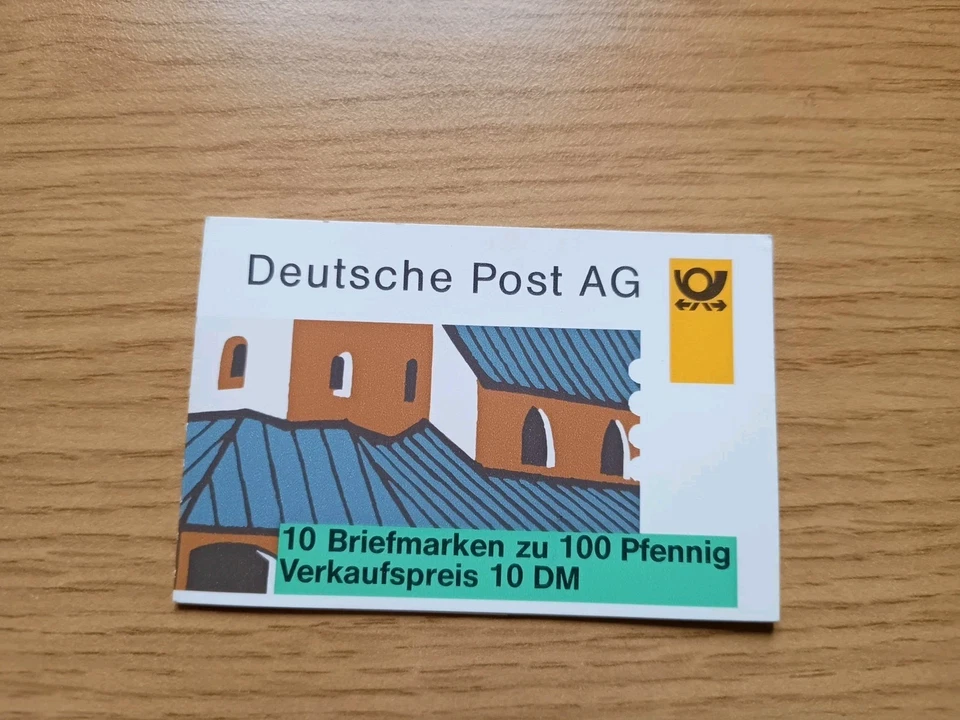 Deutsche Post AG
10 Briefmarken zu 100 Pfennig
Verkaufspreis 10 DM